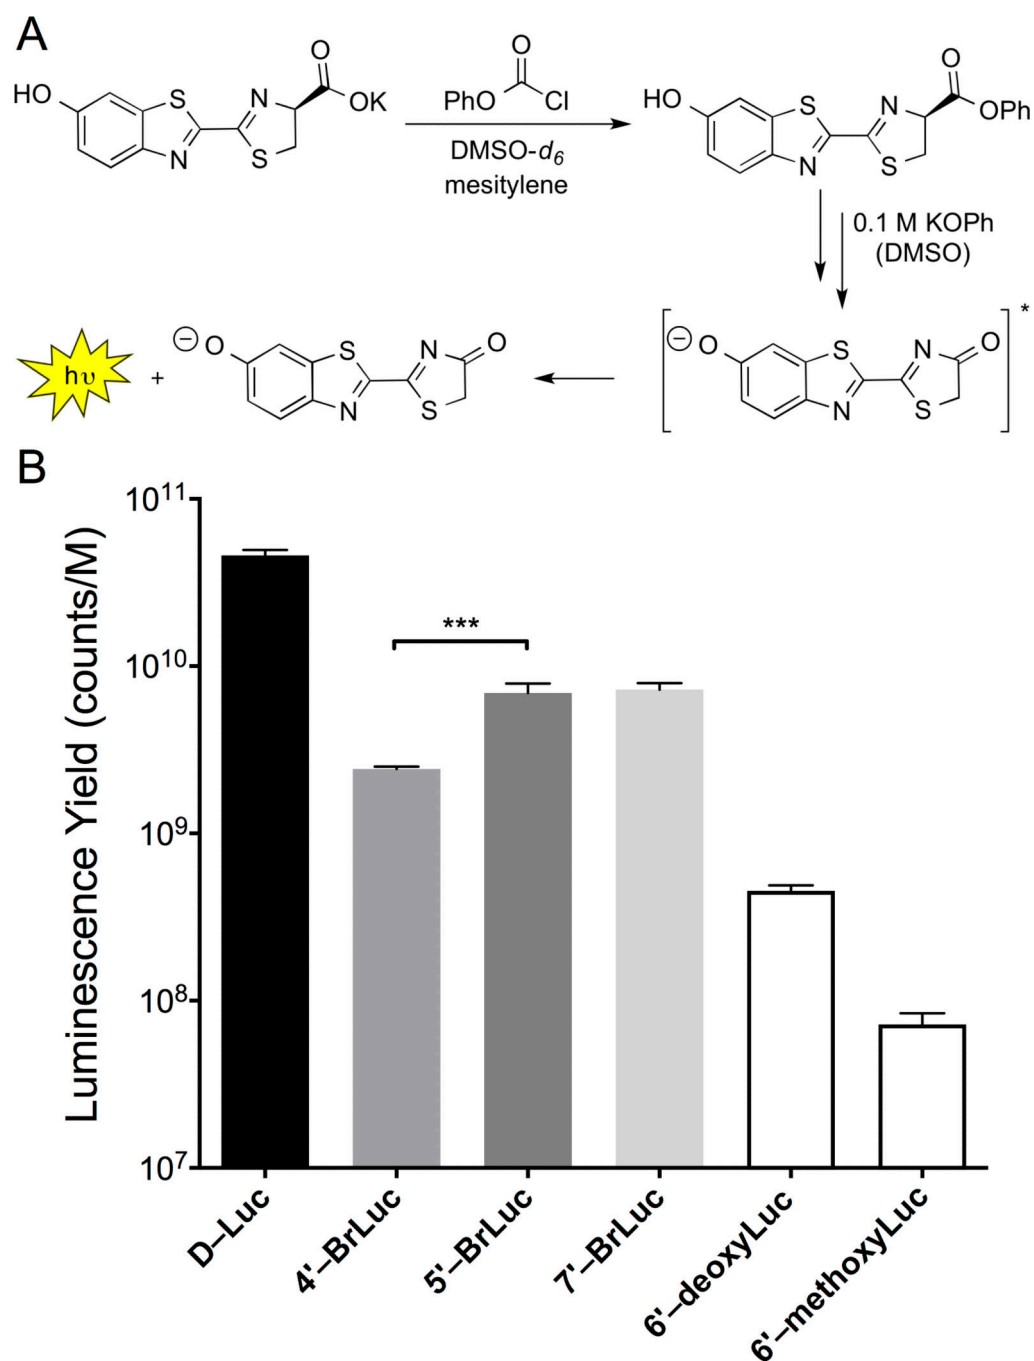 A
HO
S
N
N
S
O
OK
O
PhO
Cl
DMSO-d6
mesitylene
HO
S
N
N
S
O
OPh
0.1 M KOPh
(DMSO)
hυ
+
− O
S
N
N
S
O
[ − O
S
N
N
S
O ] *
B
Luminescence Yield (counts/M)
10¹¹
10¹⁰
10⁹
10⁸
10⁷
***
D–Luc
4'–BrLuc
5'–BrLuc
7'–BrLuc
6'–deoxyLuc
6'–methoxyLuc